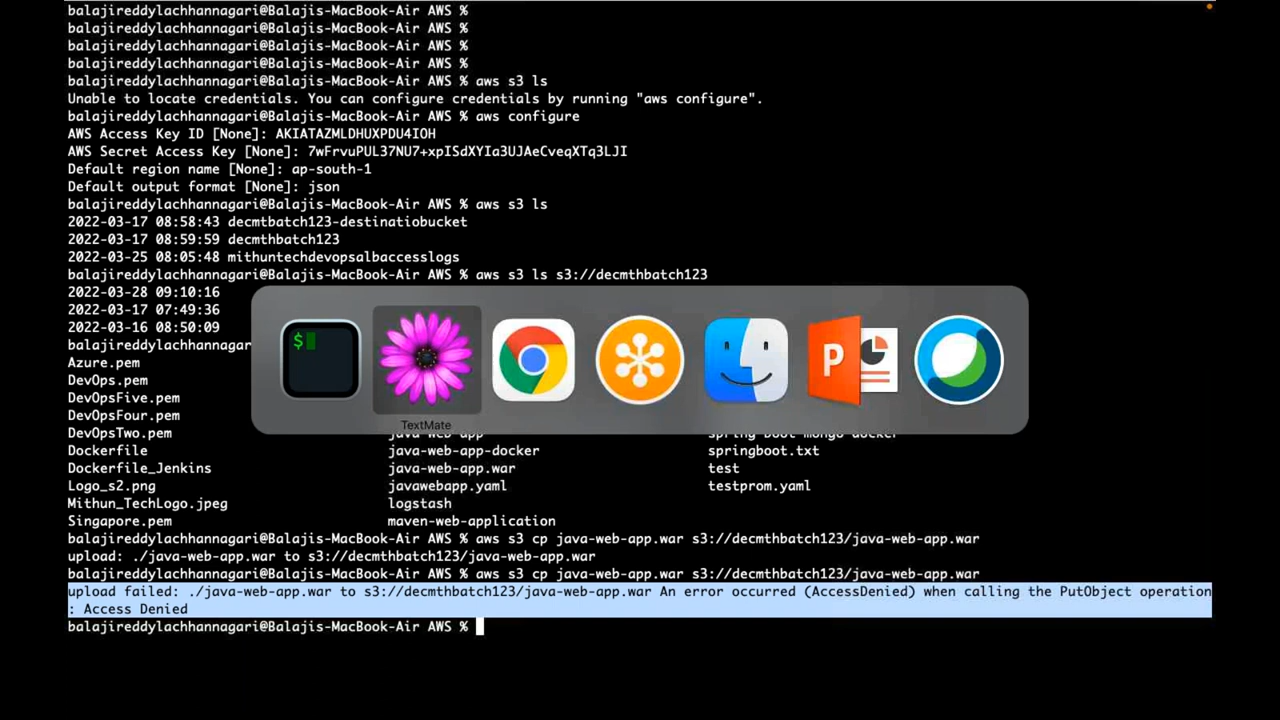 balajireddylachhannagari@Balajis-MacBook-Air AWS %
balajireddylachhannagari@Balajis-MacBook-Air AWS %
balajireddylachhannagari@Balajis-MacBook-Air AWS %
balajireddylachhannagari@Balajis-MacBook-Air AWS %
balajireddylachhannagari@Balajis-MacBook-Air AWS % aws s3 ls
Unable to locate credentials. You can configure credentials by running "aws configure".
balajireddylachhannagari@Balajis-MacBook-Air AWS % aws configure
AWS Access Key ID [None]: AKIATAZMLDHUXPDU4IOH
AWS Secret Access Key [None]: 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
Default region name [None]: ap-south-1
Default output format [None]: json
balajireddylachhannagari@Balajis-MacBook-Air AWS % aws s3 ls
2022-03-17 08:58:43 decmtbatch123-destinatiobucket
2022-03-17 08:59:59 decmthbatch123
2022-03-25 08:05:48 mithuntechdevopsalbaccesslogs
balajireddylachhannagari@Balajis-MacBook-Air AWS % aws s3 ls s3://decmthbatch123
2022-03-28 09:10:16
2022-03-17 07:49:36
2022-03-16 08:50:09
balajireddylachhannagar
Azure.pem
DevOps.pem
DevOpsFive.pem
DevOpsFour.pem
$
P
TextMate
DevOpsTwo.pem java-web-app spring-boot-mongo-docker
Dockerfile java-web-app-docker springboot.txt
Dockerfile_Jenkins java-web-app.war test
Logo_s2.png javawebapp.yaml testprom.yaml
Mithun_TechLogo.jpeg logstash
Singapore.pem maven-web-application
balajireddylachhannagari@Balajis-MacBook-Air AWS % aws s3 cp java-web-app.war s3://decmthbatch123/java-web-app.war
upload: ./java-web-app.war to s3://decmthbatch123/java-web-app.war
balajireddylachhannagari@Balajis-MacBook-Air AWS % aws s3 cp java-web-app.war s3://decmthbatch123/java-web-app.war
upload failed: ./java-web-app.war to s3://decmthbatch123/java-web-app.war An error occurred (AccessDenied) when calling the PutObject operation
: Access Denied
balajireddylachhannagari@Balajis-MacBook-Air AWS %